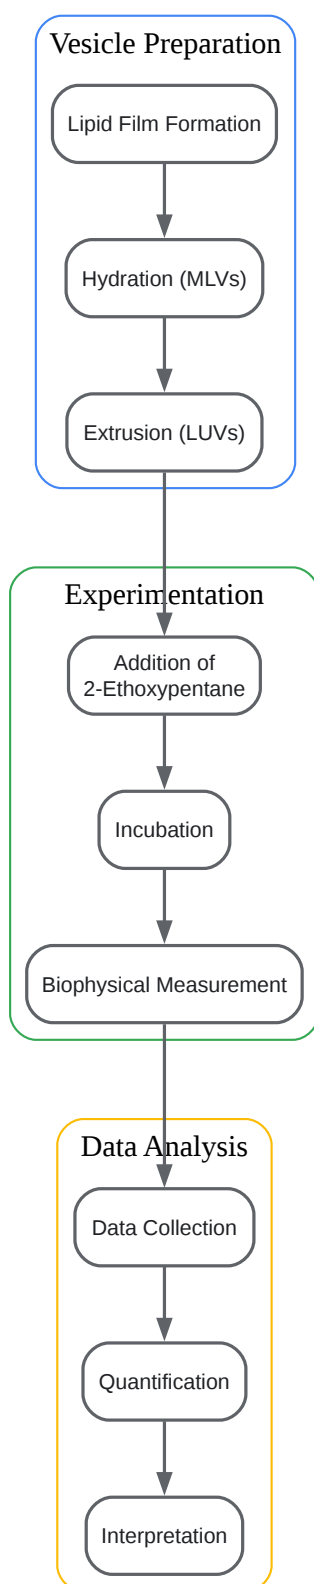 Vesicle Preparation
Lipid Film Formation
Hydration (MLVs)
Extrusion (LUVs)
Experimentation
Addition of
2-Ethoxypentane
Incubation
Biophysical Measurement
Data Analysis
Data Collection
Quantification
Interpretation